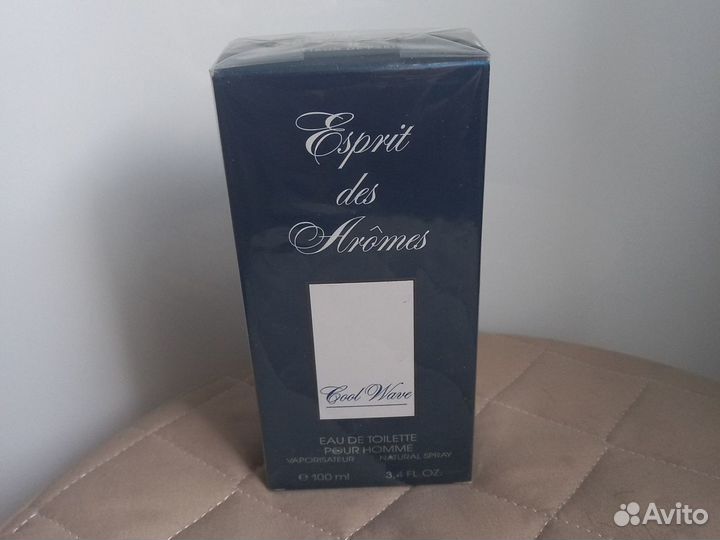 Esprit
des
Arômes
Cool Wave
EAU DE TOILETTE
POUR HOMME
VAPORISATEUR NATURAL SPRAY
e 100 ml 3.4 FL.OZ.
Avito